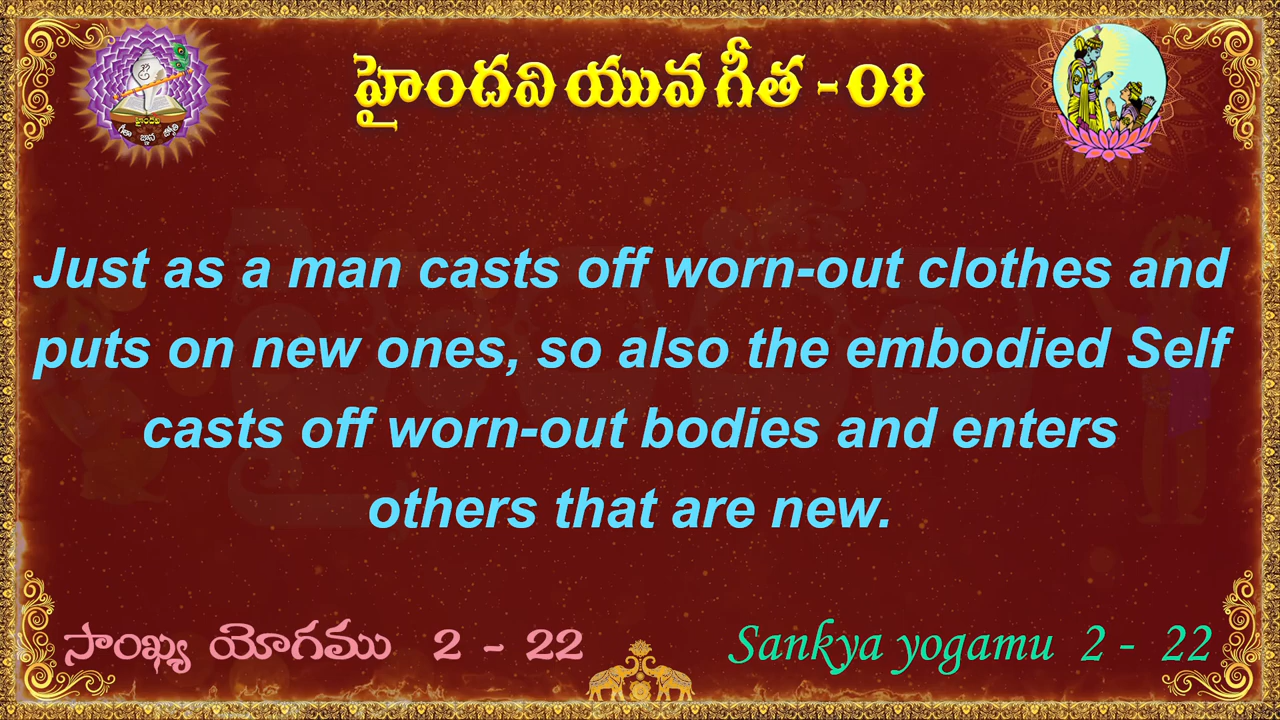 హైందవి యువ గీత - 08
హైందవి
గీతా జ్ఞాన జ్యోతి
Just as a man casts off worn-out clothes and
puts on new ones, so also the embodied Self
casts off worn-out bodies and enters
others that are new.
సాంఖ్య యోగము 2 - 22
Sankya yogamu 2 - 22